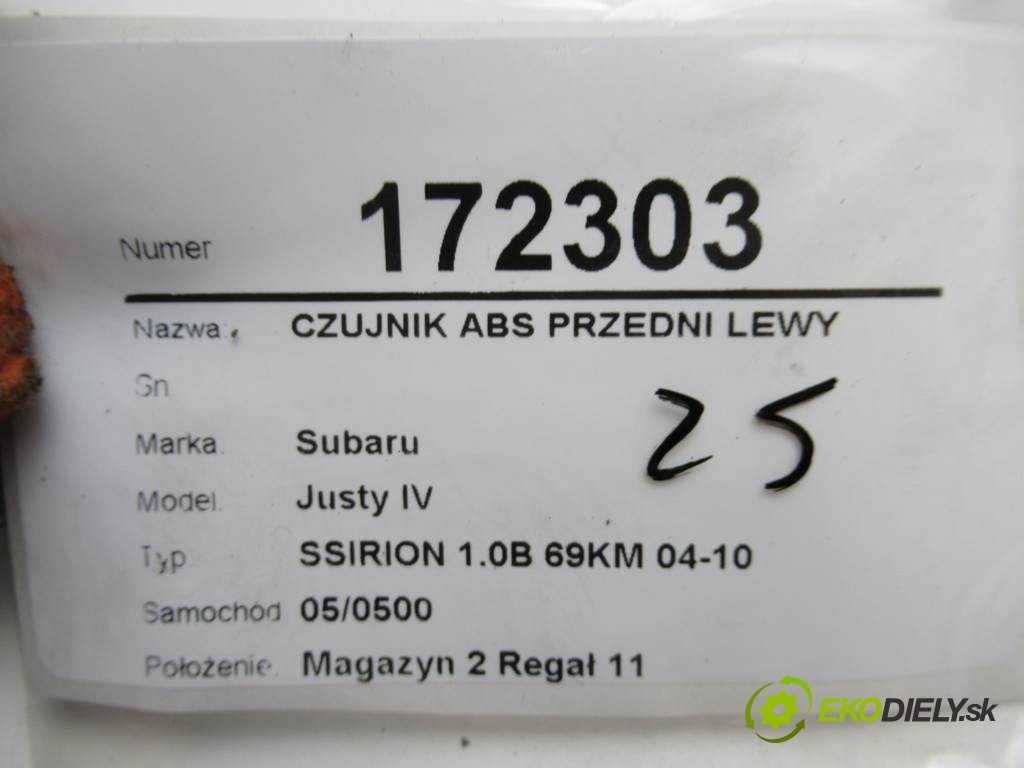 Numer 172303
Nazwa: CZUJNIK ABS PRZEDNI LEWY
Sn.
Marka. Subaru
Model. Justy IV
Typ SSIRION 1.0B 69KM 04-10
Samochód 05/0500
Położenie. Magazyn 2 Regał 11
25
EKODIELY.sk